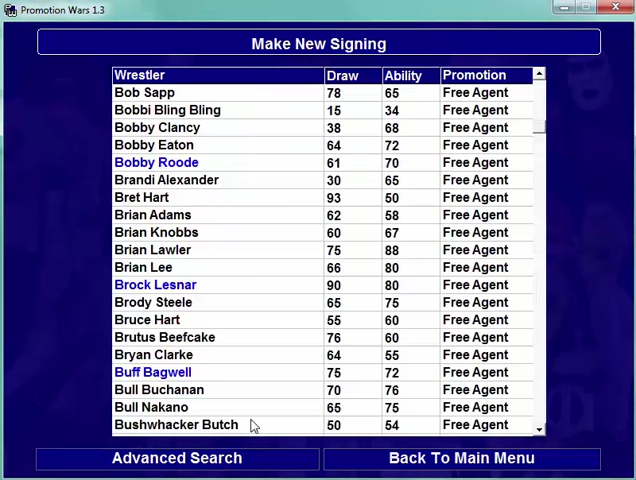 Promotion Wars 1.3
Make New Signing
Wrestler Draw Ability Promotion
Bob Sapp 78 65 Free Agent
Bobbi Bling Bling 15 34 Free Agent
Bobby Clancy 38 68 Free Agent
Bobby Eaton 64 72 Free Agent
Bobby Roode 61 70 Free Agent
Brandi Alexander 30 65 Free Agent
Bret Hart 93 50 Free Agent
Brian Adams 62 58 Free Agent
Brian Knobbs 60 67 Free Agent
Brian Lawler 75 88 Free Agent
Brian Lee 66 80 Free Agent
Brock Lesnar 90 80 Free Agent
Brody Steele 65 75 Free Agent
Bruce Hart 55 60 Free Agent
Brutus Beefcake 76 60 Free Agent
Bryan Clarke 64 55 Free Agent
Buff Bagwell 75 72 Free Agent
Bull Buchanan 70 76 Free Agent
Bull Nakano 65 75 Free Agent
Bushwhacker Butch 50 54 Free Agent
Advanced Search Back To Main Menu